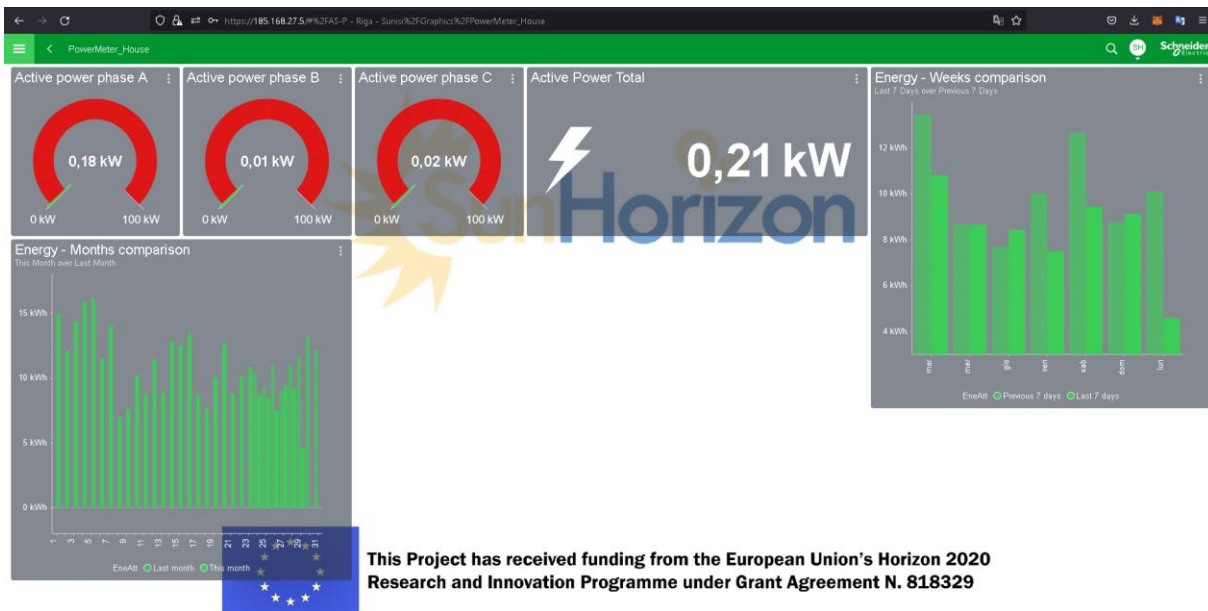 https://185.168.27.5/#%2FAS-P - Riga - Sunisi%2FGraphics%2FPowerMeter_House
PowerMeter_House
SH
Schneider
Electric
Active power phase A
0,18 kW
0 kW
100 kW
Active power phase B
0,01 kW
0 kW
100 kW
Active power phase C
0,02 kW
0 kW
100 kW
Active Power Total
0,21 kW
Energy - Weeks comparison
Last 7 Days over Previous 7 Days
12 kWh
10 kWh
8 kWh
6 kWh
4 kWh
mar
mer
gio
ven
sab
dom
lun
EneAtt Previous 7 days Last 7 days
SunHorizon
Energy - Months comparison
This Month over Last Month
15 kWh
10 kWh
5 kWh
0 kWh
1 3 5 7 9 11 13 15 17 19 21 23 25 27 29 31
EneAtt Last month This month
This Project has received funding from the European Union's Horizon 2020
Research and Innovation Programme under Grant Agreement N. 818329